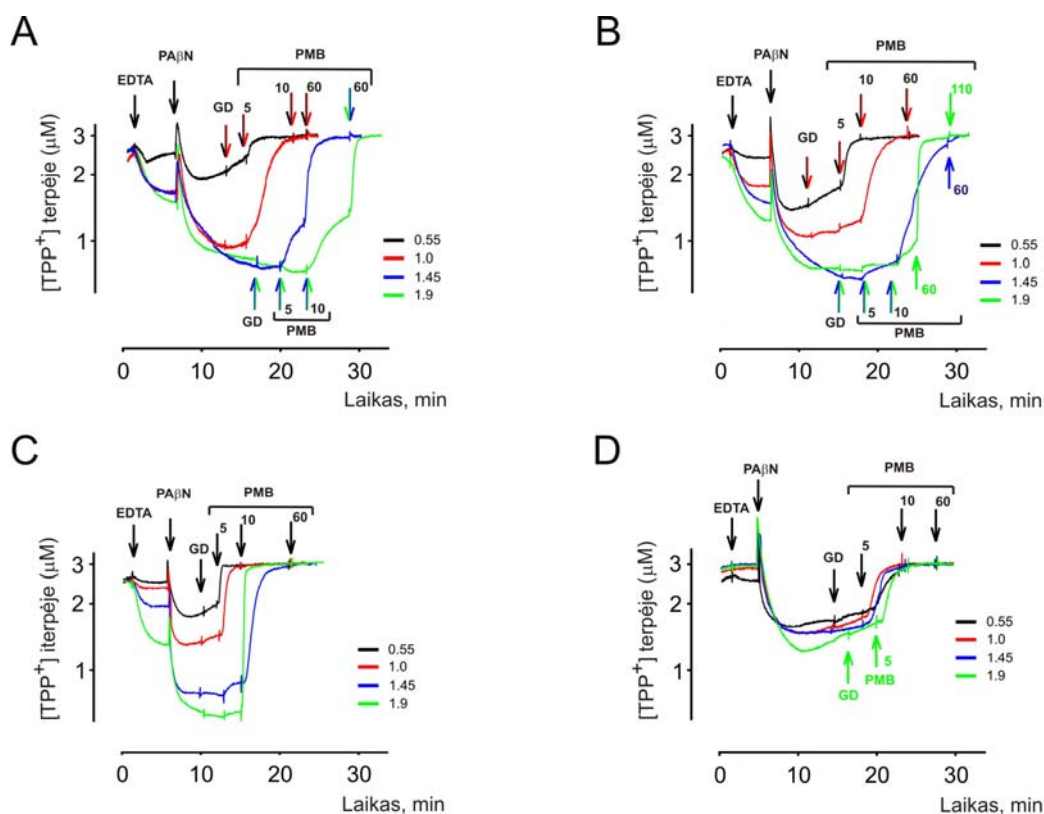 A
PMB
PAβN
EDTA
GD
5
10
60
60
3
2
1
[TPP+] terpėje (μM)
0.55
1.0
1.45
1.9
GD
5
10
PMB
0
10
20
30
Laikas, min
B
PMB
PAβN
EDTA
GD
5
10
60
110
3
2
1
[TPP+] terpėje (μM)
0.55
1.0
1.45
1.9
60
60
GD
5
10
PMB
0
10
20
30
Laikas, min
C
PMB
PAβN
EDTA
GD
5
10
60
3
2
1
[TPP+] iterpėje (μM)
0.55
1.0
1.45
1.9
0
10
20
30
Laikas, min
D
PMB
PAβN
EDTA
GD
5
10
60
3
2
1
[TPP+] terpėje (μM)
0.55
1.0
1.45
1.9
GD
5
PMB
0
10
20
30
Laikas, min